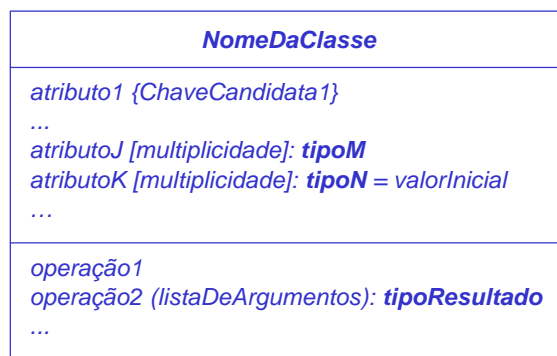 NomeDaClasse
atributo1 {ChaveCandidata1}
...
atributoJ [multiplicidade]: tipoM
atributoK [multiplicidade]: tipoN = valorInicial
…
operação1
operação2 (listaDeArgumentos): tipoResultado
...